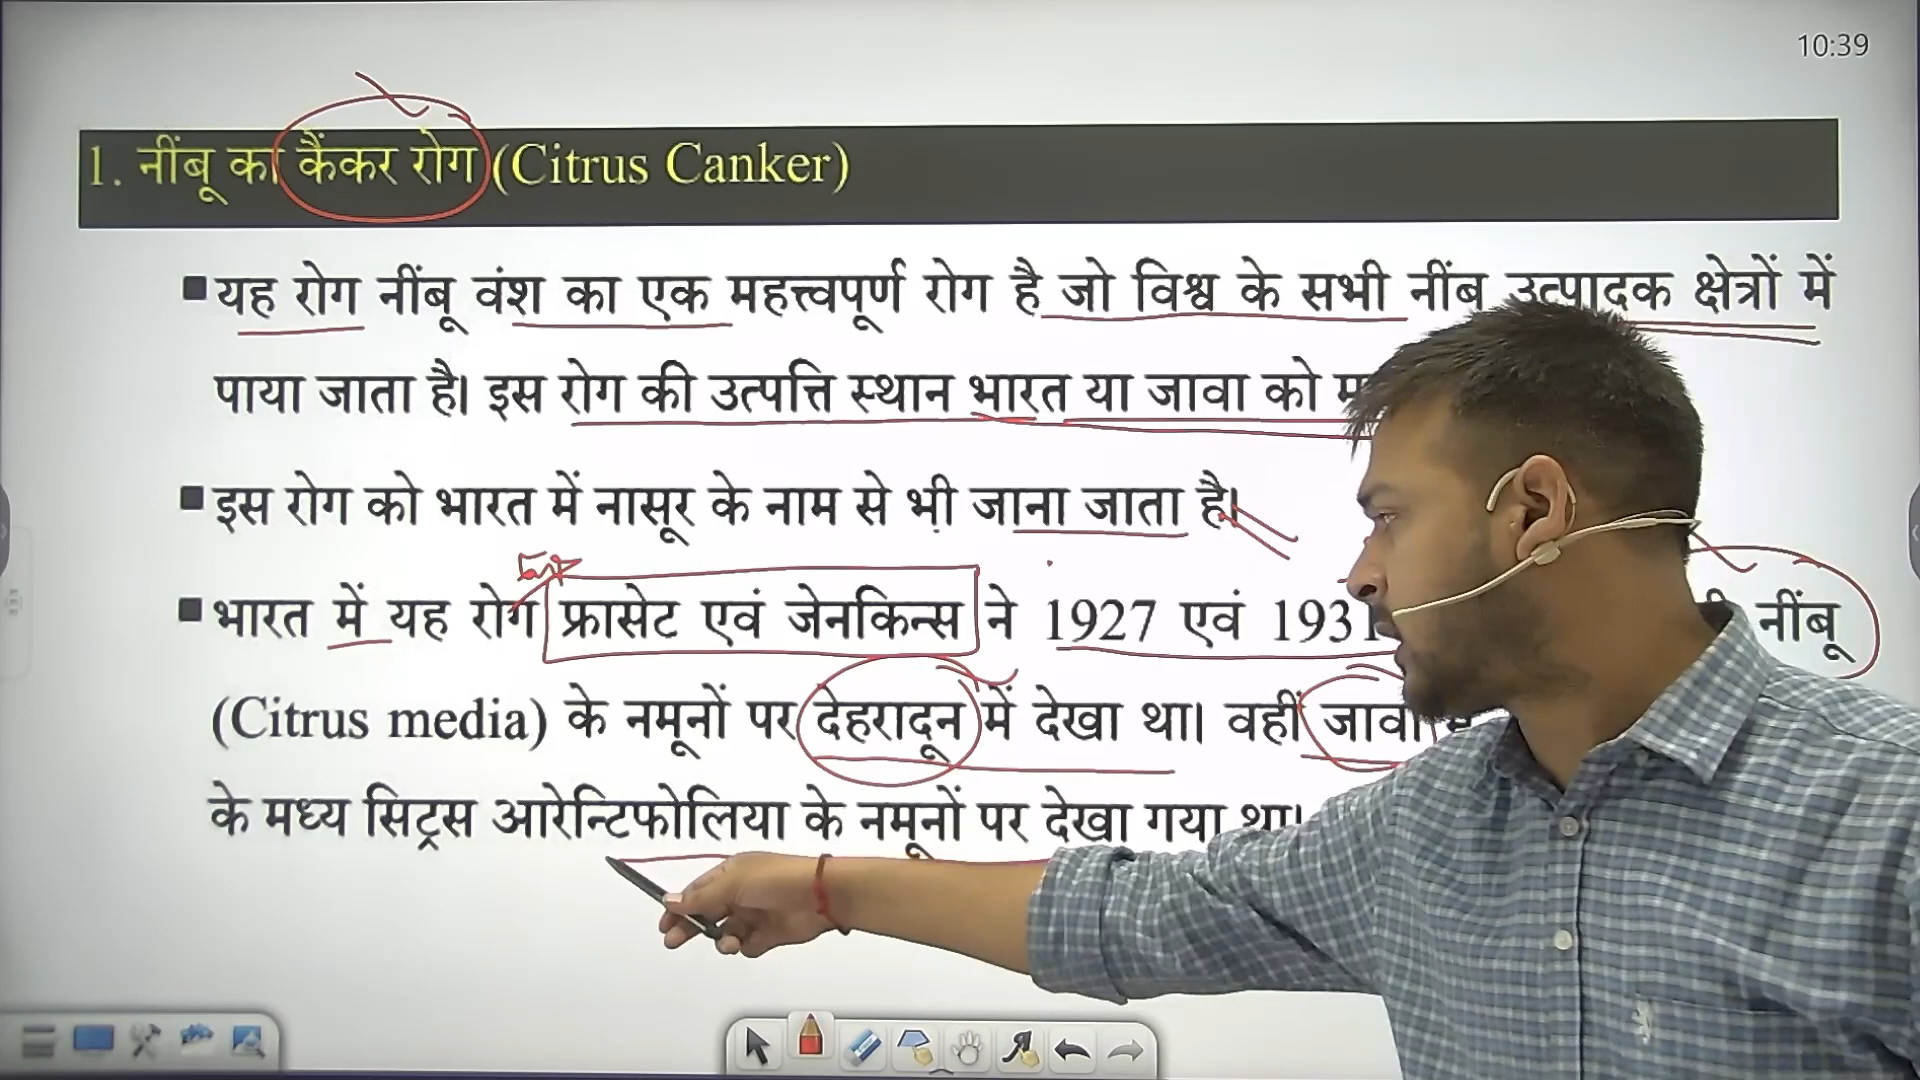 10:39
1. नींबू का कैंकर रोग (Citrus Canker)
यह रोग नींबू वंश का एक महत्त्वपूर्ण रोग है जो विश्व के सभी नींबू उत्पादक क्षेत्रों में
पाया जाता है। इस रोग की उत्पत्ति स्थान भारत या जावा को
इस रोग को भारत में नासूर के नाम से भी जाना जाता है।
भारत में यह रोग फ्रासेट एवं जेनकिन्स ने 1927 एवं 1931 नींबू
(Citrus media) के नमूनों पर देहरादून में देखा था। वहीं जावा
के मध्य सिट्रस आरेन्टिफोलिया के नमूनों पर देखा गया था।